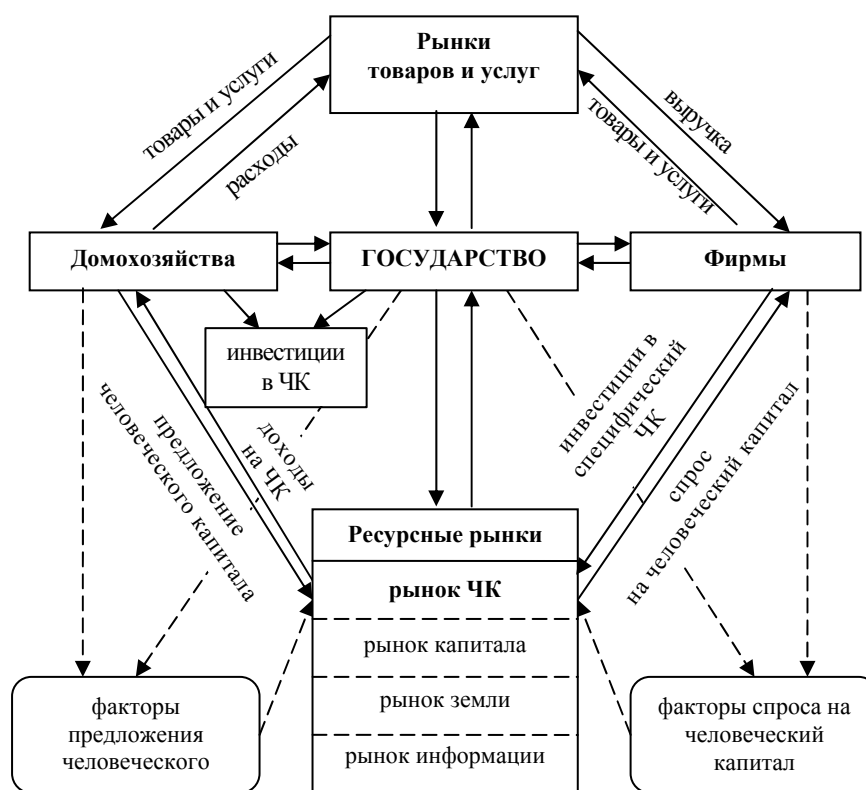 Рынки
товаров и услуг
товары и услуги
расходы
выручка
товары и услуги
Домохозяйства
ГОСУДАРСТВО
Фирмы
инвестиции
в ЧК
предложение
человеческого капитала
доходы
на ЧК
инвестиции в
специфический
ЧК
спрос
на человеческий капитал
Ресурсные рынки
рынок ЧК
рынок капитала
рынок земли
рынок информации
факторы
предложения
человеческого
факторы спроса на
человеческий
капитал